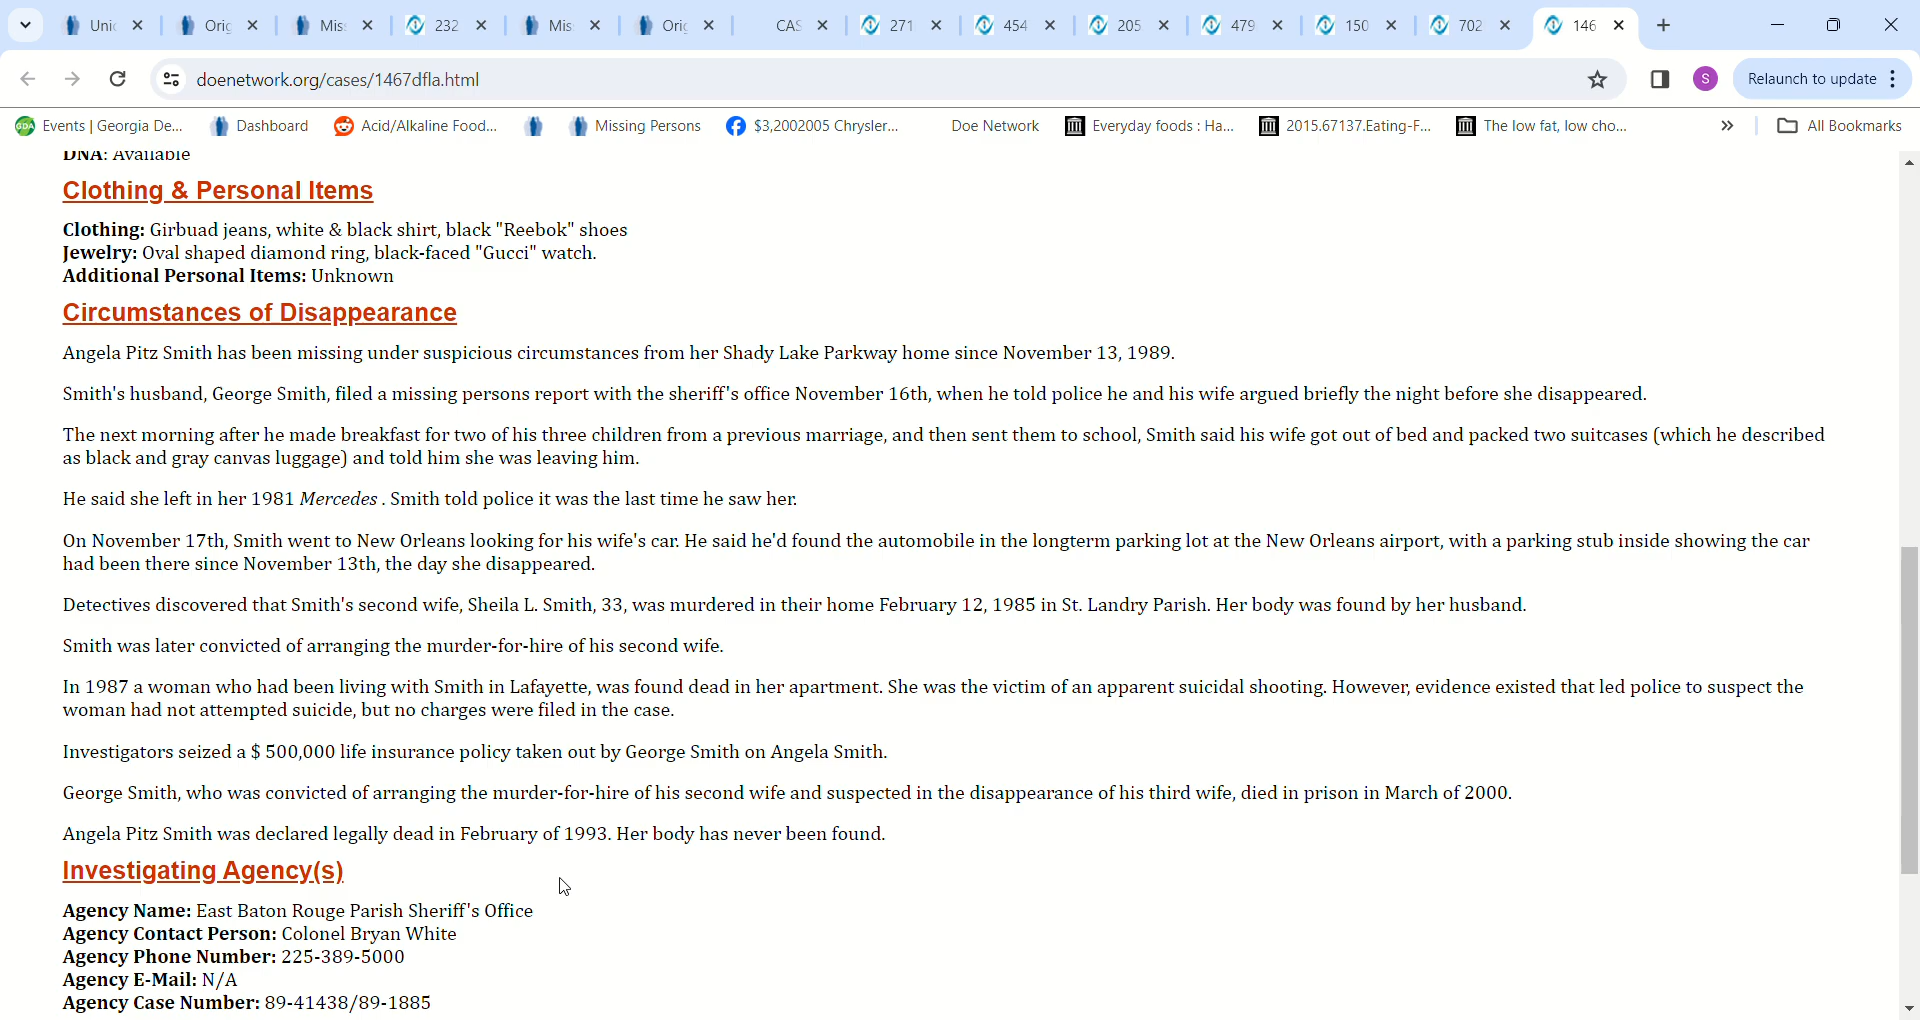 Unic
Orig
Miss
232
Mis
Orig
CAS
271
454
205
479
150
702
146
doenetwork.org/cases/1467dfla.html
S
Relaunch to update
Events | Georgia De...
Dashboard
Acid/Alkaline Food...
Missing Persons
$3,2002005 Chrysler...
Doe Network
Everyday foods : Ha...
2015.67137.Eating-F...
The low fat, low cho...
All Bookmarks
DNA: Available
Clothing & Personal Items
Clothing: Girbuad jeans, white & black shirt, black "Reebok" shoes
Jewelry: Oval shaped diamond ring, black-faced "Gucci" watch.
Additional Personal Items: Unknown
Circumstances of Disappearance
Angela Pitz Smith has been missing under suspicious circumstances from her Shady Lake Parkway home since November 13, 1989.
Smith's husband, George Smith, filed a missing persons report with the sheriff's office November 16th, when he told police he and his wife argued briefly the night before she disappeared.
The next morning after he made breakfast for two of his three children from a previous marriage, and then sent them to school, Smith said his wife got out of bed and packed two suitcases (which he described
as black and gray canvas luggage) and told him she was leaving him.
He said she left in her 1981 Mercedes . Smith told police it was the last time he saw her.
On November 17th, Smith went to New Orleans looking for his wife's car. He said he'd found the automobile in the longterm parking lot at the New Orleans airport, with a parking stub inside showing the car
had been there since November 13th, the day she disappeared.
Detectives discovered that Smith's second wife, Sheila L. Smith, 33, was murdered in their home February 12, 1985 in St. Landry Parish. Her body was found by her husband.
Smith was later convicted of arranging the murder-for-hire of his second wife.
In 1987 a woman who had been living with Smith in Lafayette, was found dead in her apartment. She was the victim of an apparent suicidal shooting. However, evidence existed that led police to suspect the
woman had not attempted suicide, but no charges were filed in the case.
Investigators seized a $ 500,000 life insurance policy taken out by George Smith on Angela Smith.
George Smith, who was convicted of arranging the murder-for-hire of his second wife and suspected in the disappearance of his third wife, died in prison in March of 2000.
Angela Pitz Smith was declared legally dead in February of 1993. Her body has never been found.
Investigating Agency(s)
Agency Name: East Baton Rouge Parish Sheriff's Office
Agency Contact Person: Colonel Bryan White
Agency Phone Number: 225-389-5000
Agency E-Mail: N/A
Agency Case Number: 89-41438/89-1885